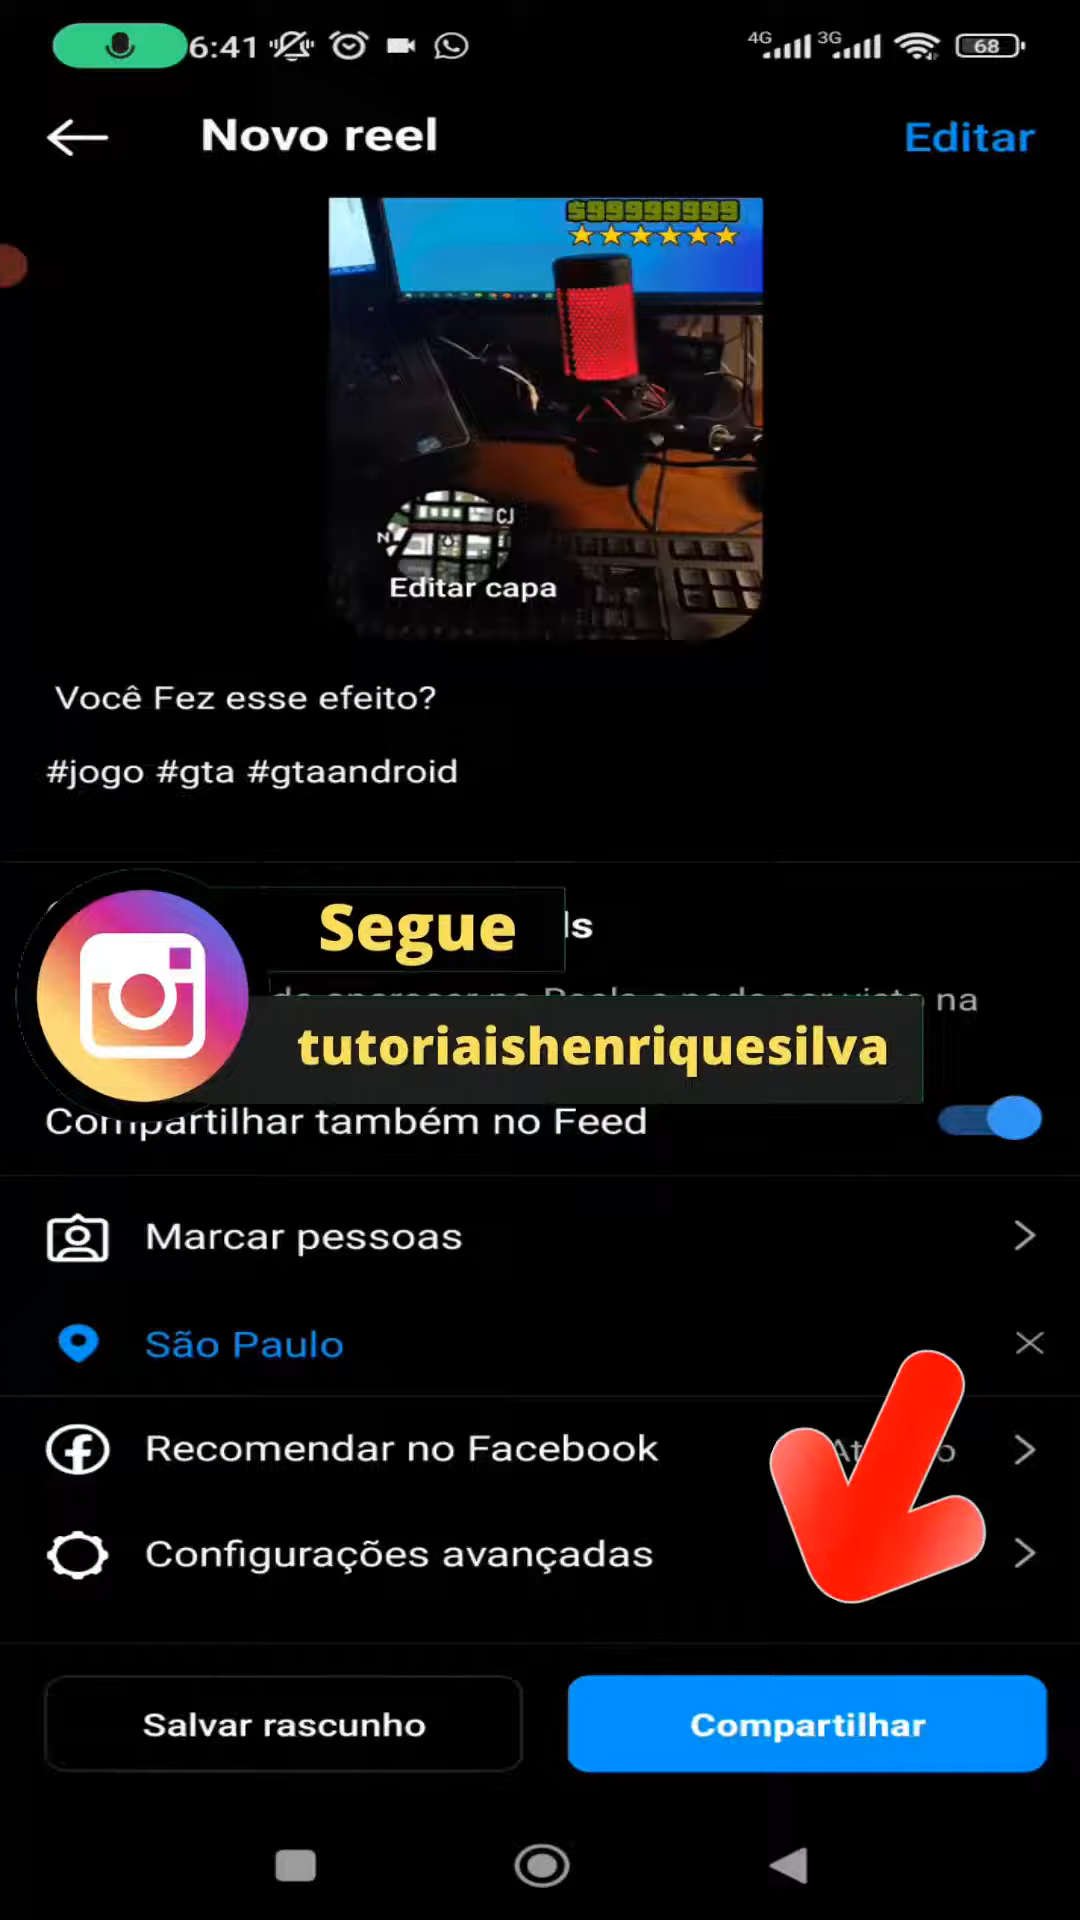 6:41
4G
3G
68
Novo reel
Editar
$99999999
CJ
N
Editar capa
Você Fez esse efeito?
#jogo #gta #gtaandroid
Segue
ls
na
tutoriaishenriquesilva
Compartilhar também no Feed
Marcar pessoas
São Paulo
Recomendar no Facebook
Configurações avançadas
Salvar rascunho
Compartilhar